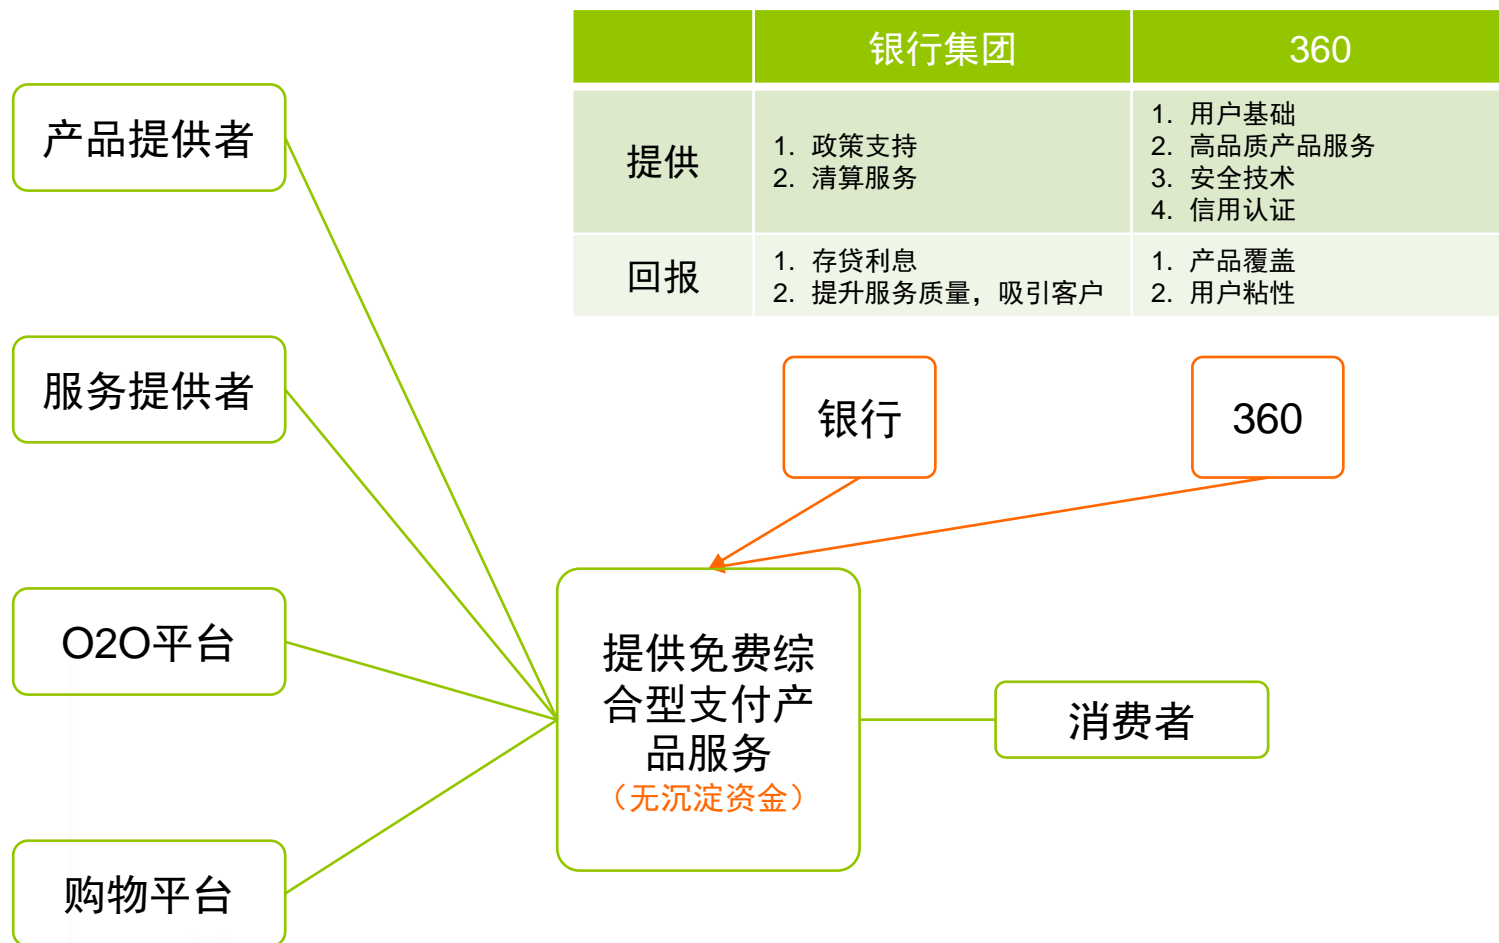 银行集团
360
提供
1. 政策支持
2. 清算服务
1. 用户基础
2. 高品质产品服务
3. 安全技术
4. 信用认证
回报
1. 存贷利息
2. 提升服务质量，吸引客户
1. 产品覆盖
2. 用户粘性
产品提供者
服务提供者
O2O平台
购物平台
银行
360
提供免费综
合型支付产
品服务
（无沉淀资金）
消费者